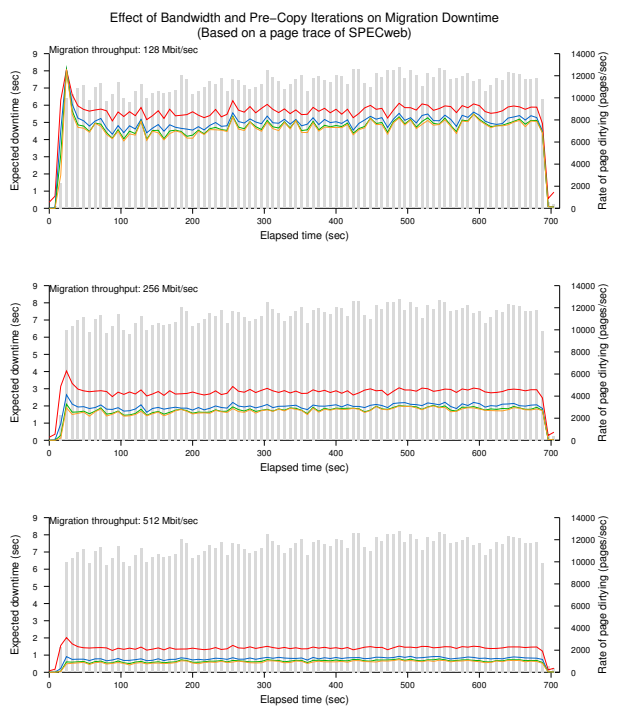 Effect of Bandwidth and Pre−Copy Iterations on Migration Downtime
(Based on a page trace of SPECweb)
Migration throughput: 128 Mbit/sec
Expected downtime (sec)
0 1 2 3 4 5 6 7 8 9
Rate of page dirtying (pages/sec)
0 2000 4000 6000 8000 10000 12000 14000
0 100 200 300 400 500 600 700
Elapsed time (sec)
Migration throughput: 256 Mbit/sec
Expected downtime (sec)
0 1 2 3 4 5 6 7 8 9
Rate of page dirtying (pages/sec)
0 2000 4000 6000 8000 10000 12000 14000
0 100 200 300 400 500 600 700
Elapsed time (sec)
Migration throughput: 512 Mbit/sec
Expected downtime (sec)
0 1 2 3 4 5 6 7 8 9
Rate of page dirtying (pages/sec)
0 2000 4000 6000 8000 10000 12000 14000
0 100 200 300 400 500 600 700
Elapsed time (sec)